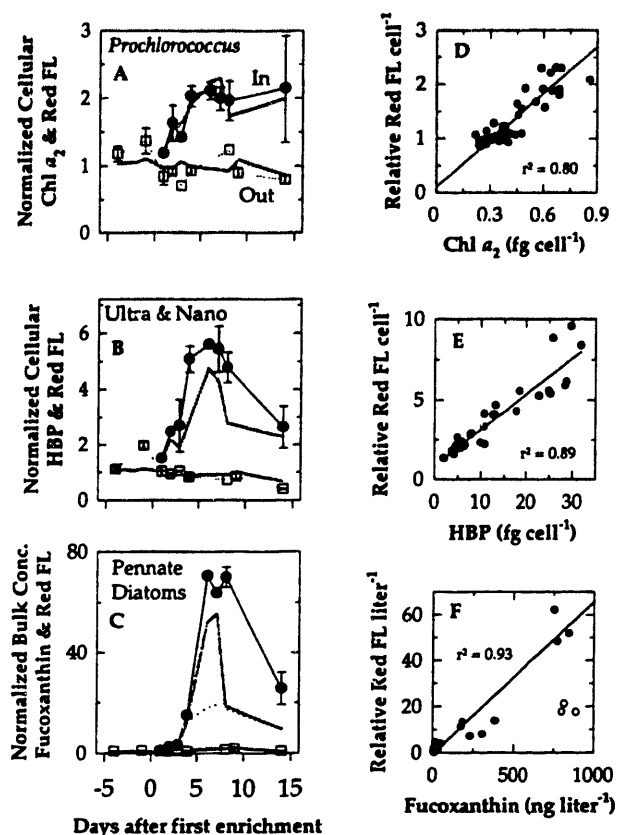 Normalized Cellular
Chl a₂ & Red FL
3
2
1
0
Prochlorococcus
A
In
Out
0
5
10
15
Normalized Cellular
HBP & Red FL
6
4
2
0
Ultra & Nano
B
Normalized Bulk Conc.
Fucoxanthin & Red FL
80
40
0
Pennate
Diatoms
C
-5
0
5
10
15
Days after first enrichment
Relative Red FL cell⁻¹
3
2
1
0
D
r² = 0.80
0.3
0.6
0.9
Chl a₂ (fg cell⁻¹)
Relative Red FL cell⁻¹
10
5
0
E
r² = 0.89
0
10
20
30
HBP (fg cell⁻¹)
Relative Red FL liter⁻¹
60
40
20
0
F
r² = 0.93
0
500
1000
Fucoxanthin (ng liter⁻¹)